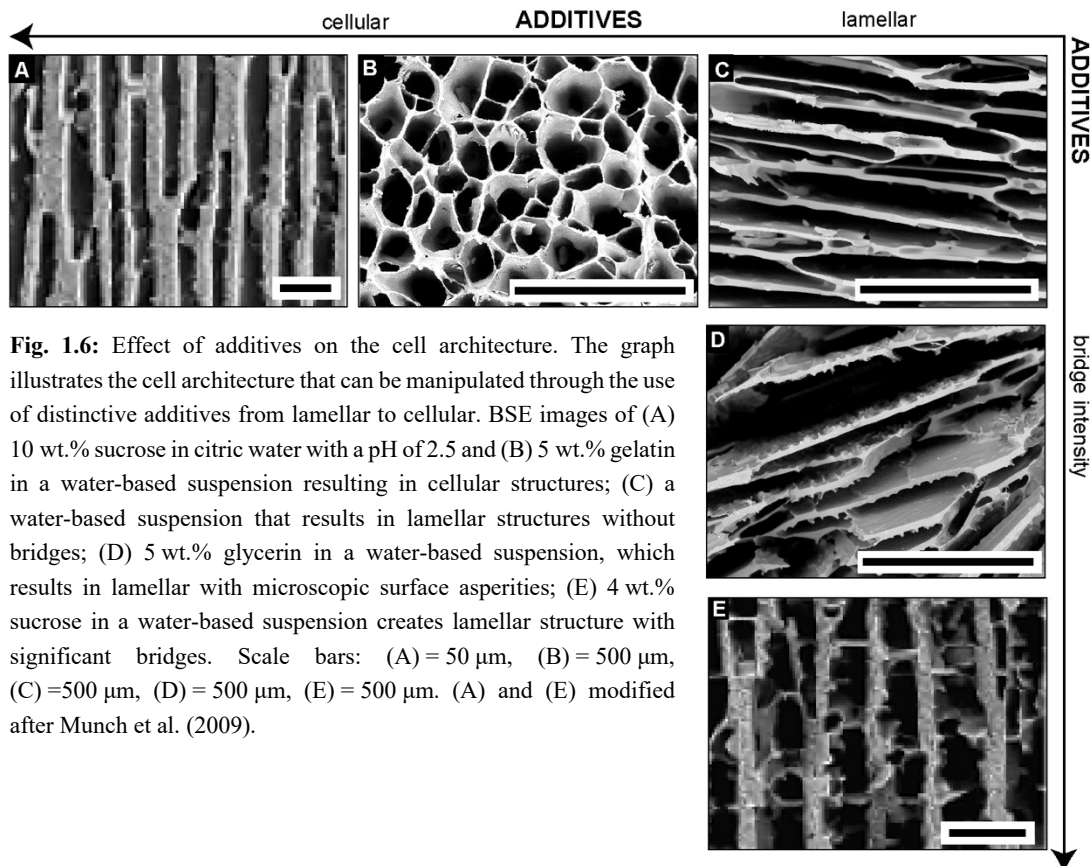 cellular ADDITIVES lamellar
ADDITIVES
bridge intensity
A
B
C
D
E
Fig. 1.6: Effect of additives on the cell architecture. The graph
illustrates the cell architecture that can be manipulated through the use
of distinctive additives from lamellar to cellular. BSE images of (A)
10 wt.% sucrose in citric water with a pH of 2.5 and (B) 5 wt.% gelatin
in a water-based suspension resulting in cellular structures; (C) a
water-based suspension that results in lamellar structures without
bridges; (D) 5 wt.% glycerin in a water-based suspension, which
results in lamellar with microscopic surface asperities; (E) 4 wt.%
sucrose in a water-based suspension creates lamellar structure with
significant bridges. Scale bars: (A) = 50 μm, (B) = 500 μm,
(C) =500 μm, (D) = 500 μm, (E) = 500 μm. (A) and (E) modified
after Munch et al. (2009).